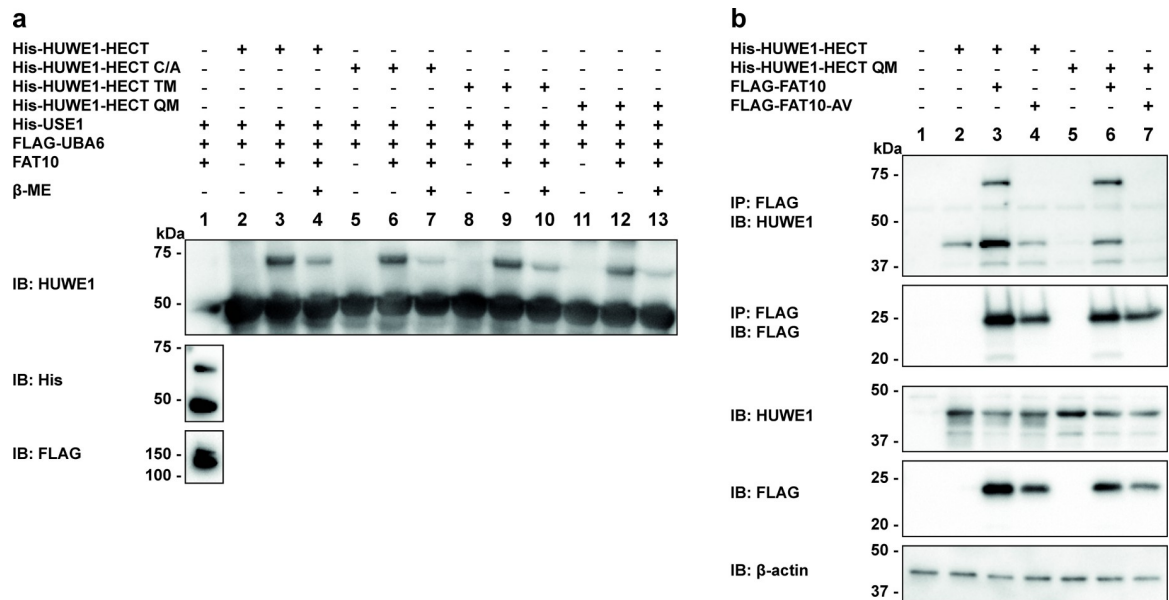 a
His-HUWE1-HECT - + + + - - - - - - - - -
His-HUWE1-HECT C/A - - - - + + + - - - - - -
His-HUWE1-HECT TM - - - - - - - + + + - - -
His-HUWE1-HECT QM - - - - - - - - - - + + +
His-USE1 + + + + + + + + + + + + +
FLAG-UBA6 + + + + + + + + + + + + +
FAT10 + - + + - + + - + + - + +
β-ME - - - + - - + - - + - - +
1 2 3 4 5 6 7 8 9 10 11 12 13
kDa
75 -
IB: HUWE1
50 -
75 -
IB: His
50 -
IB: FLAG
150 -
100 -
b
His-HUWE1-HECT - + + + - - -
His-HUWE1-HECT QM - - - - + + +
FLAG-FAT10 - - + - - + -
FLAG-FAT10-AV - - - + - - +
1 2 3 4 5 6 7
kDa
75 -
IP: FLAG
IB: HUWE1
50 -
37 -
IP: FLAG
IB: FLAG
25 -
20 -
50 -
IB: HUWE1
37 -
25 -
IB: FLAG
20 -
50 -
IB: β-actin
37 -